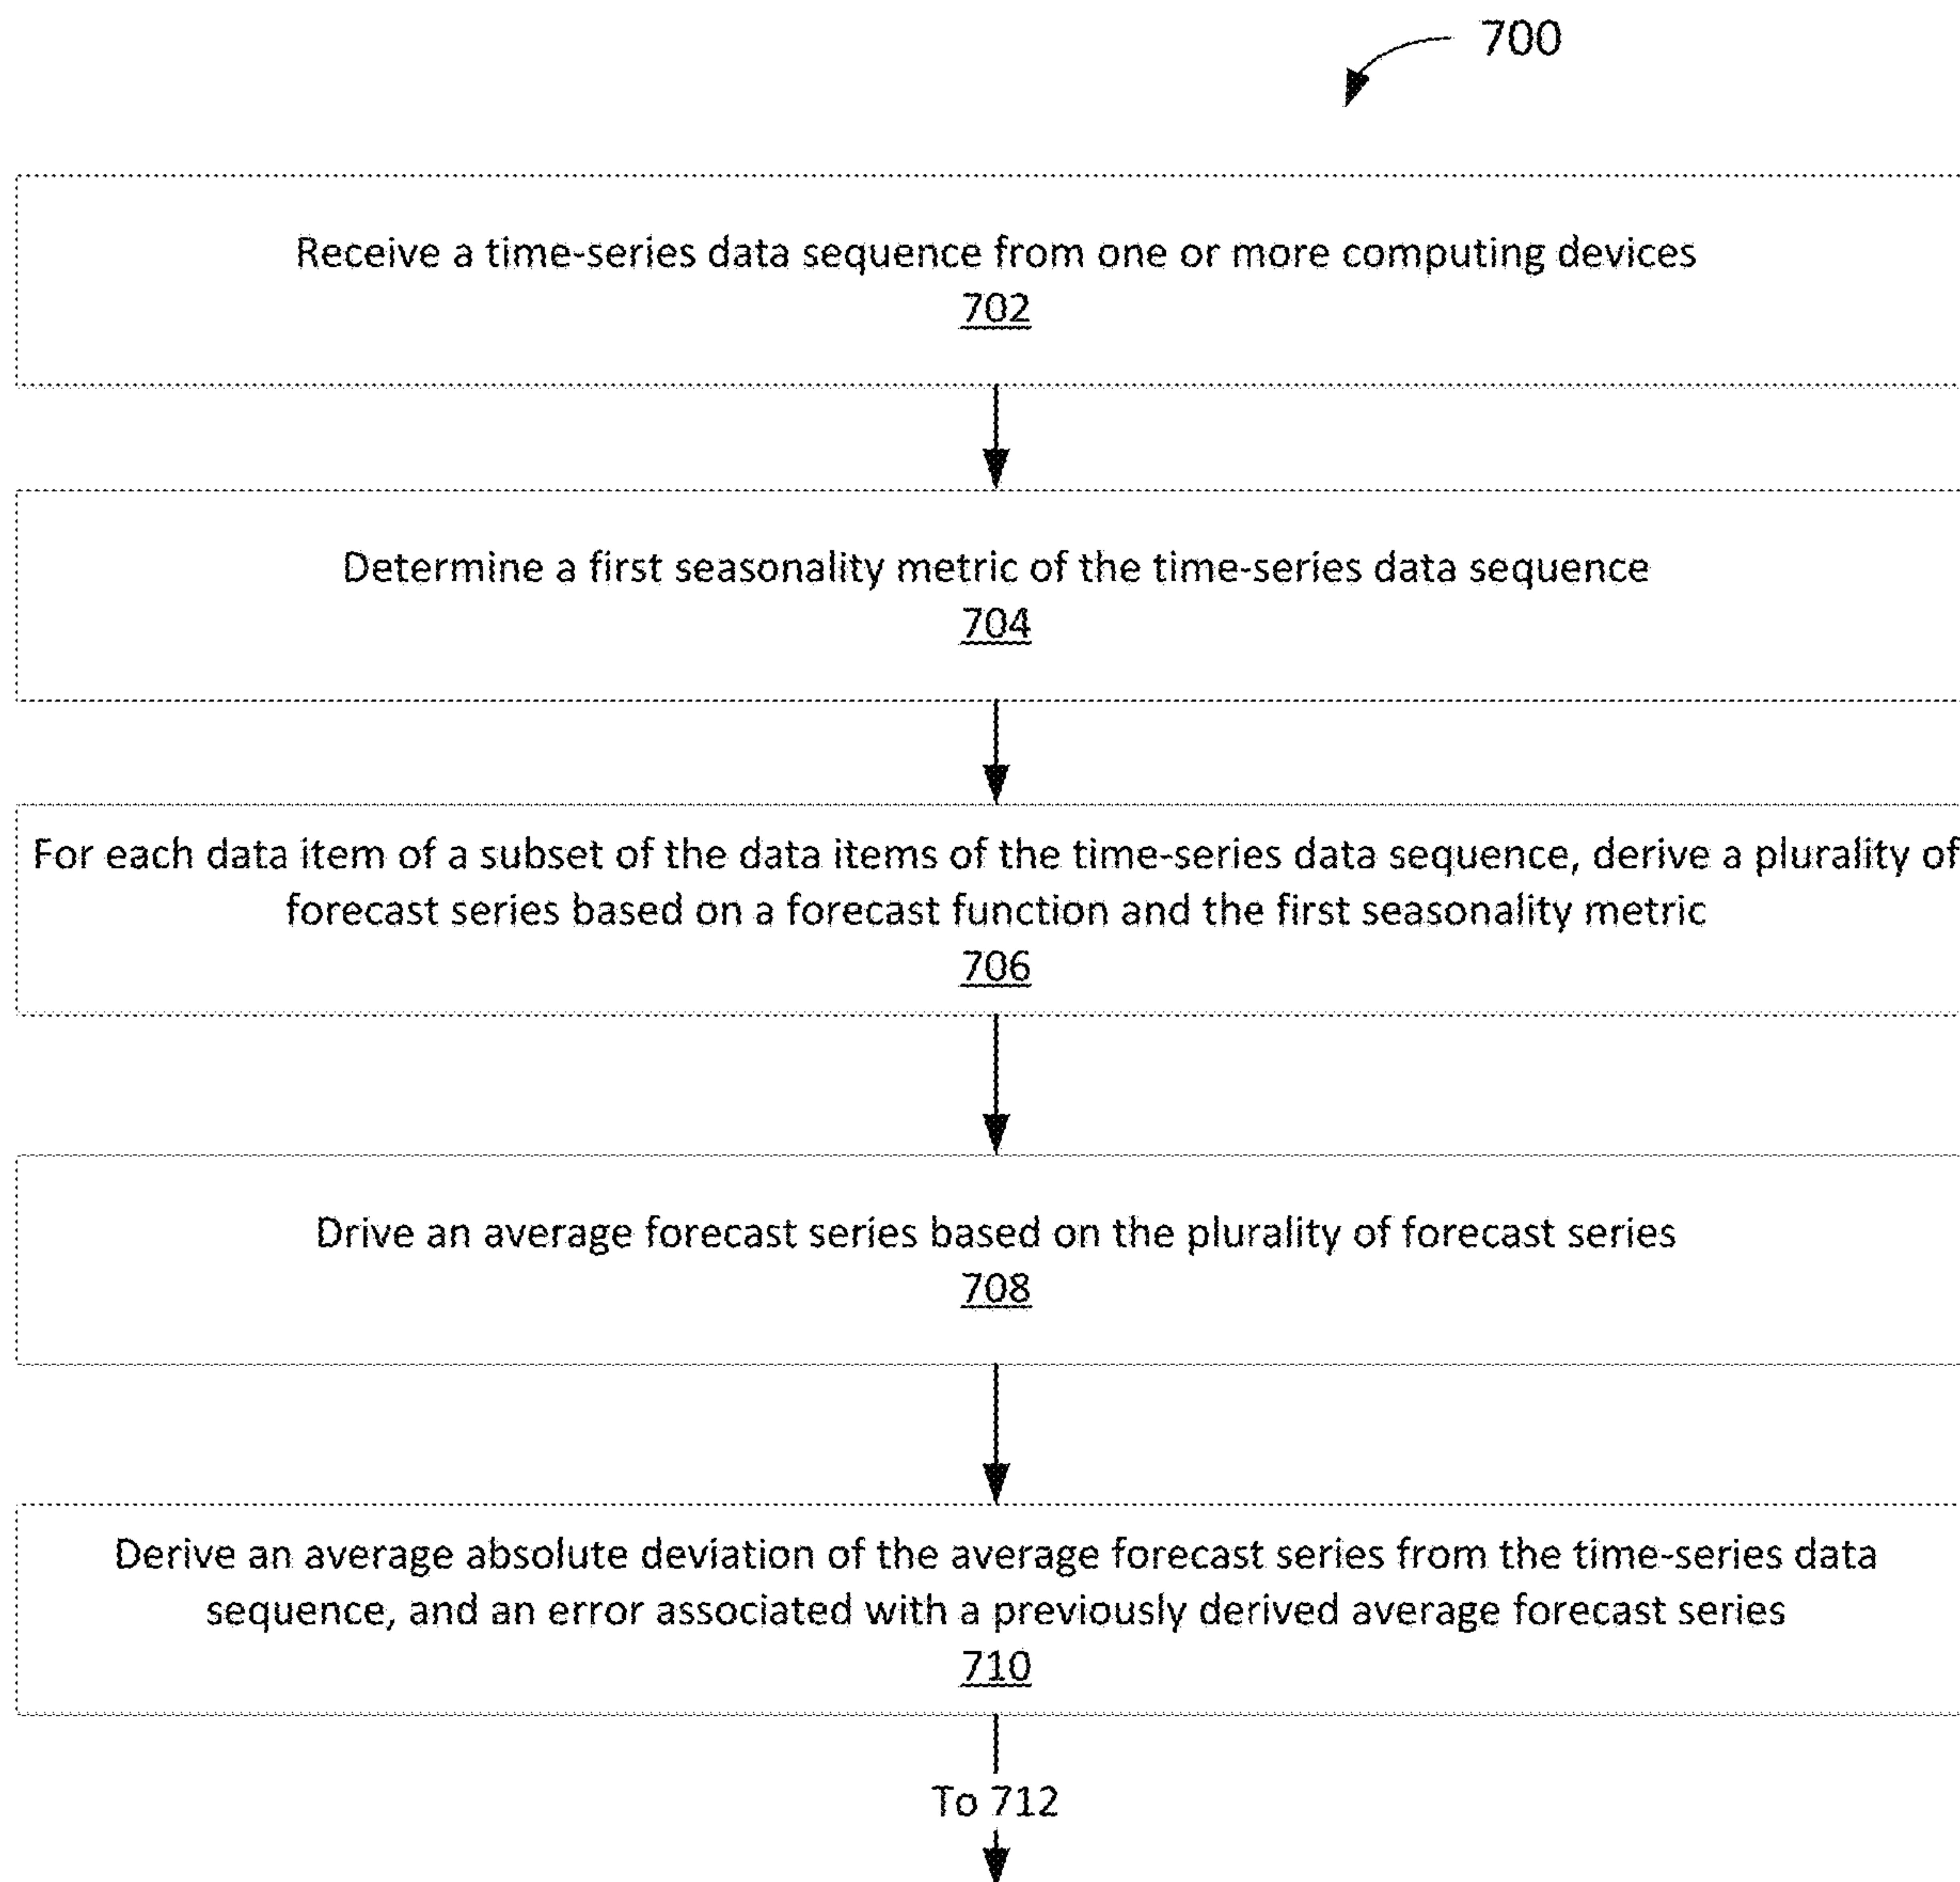 700
Receive a time-series data sequence from one or more computing devices
702
Determine a first seasonality metric of the time-series data sequence
704
For each data item of a subset of the data items of the time-series data sequence, derive a plurality of
forecast series based on a forecast function and the first seasonality metric
706
Drive an average forecast series based on the plurality of forecast series
708
Derive an average absolute deviation of the average forecast series from the time-series data
sequence, and an error associated with a previously derived average forecast series
710
To 712